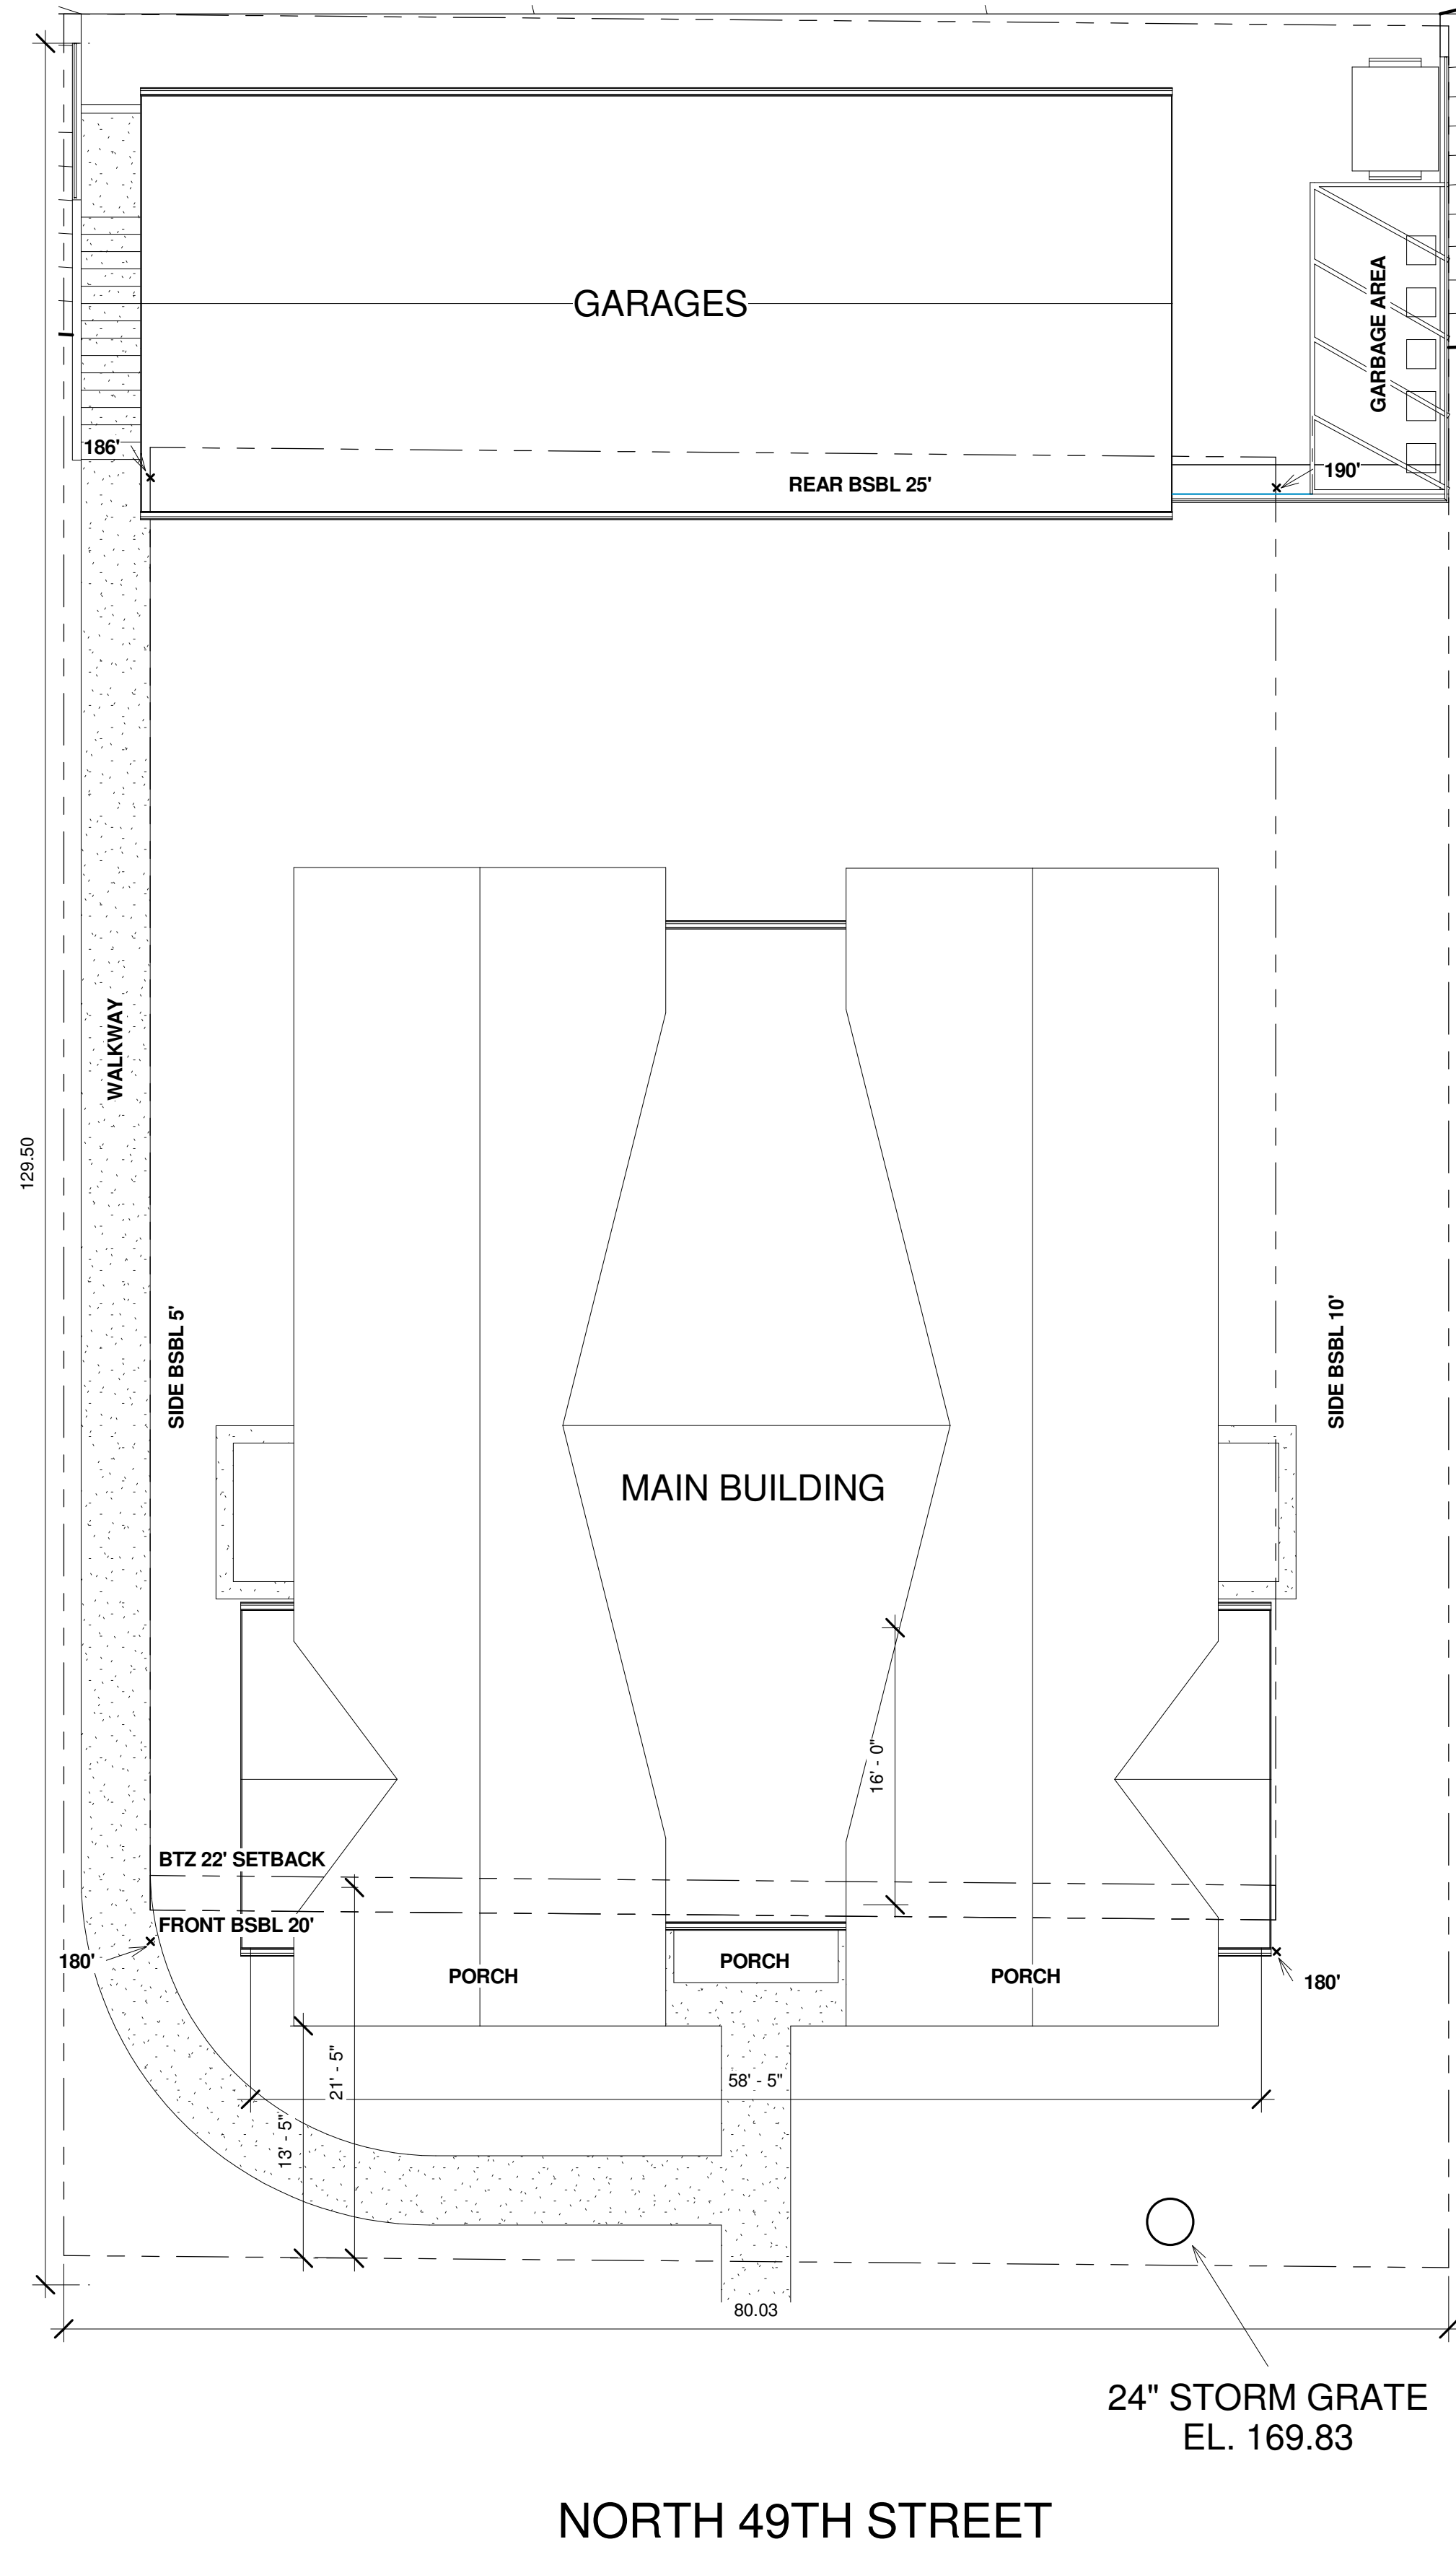 GARAGES
GARBAGE AREA
186'
REAR BSBL 25'
190'
WALKWAY
129.50
SIDE BSBL 5'
SIDE BSBL 10'
MAIN BUILDING
16' - 0"
BTZ 22' SETBACK
FRONT BSBL 20'
180'
PORCH
PORCH
PORCH
180'
21' - 5"
58' - 5"
13' - 5"
80.03
24" STORM GRATE
EL. 169.83
NORTH 49TH STREET